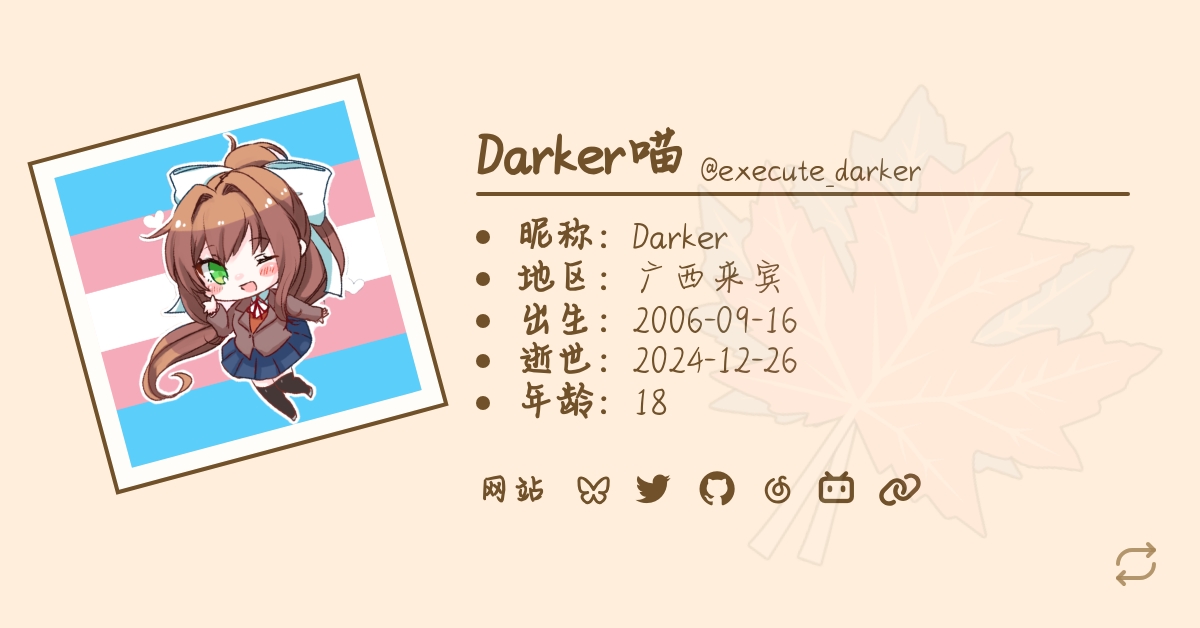 Darker喵 @execute_darker
昵称：Darker
地区：广西来宾
出生：2006-09-16
逝世：2024-12-26
年龄：18
网站